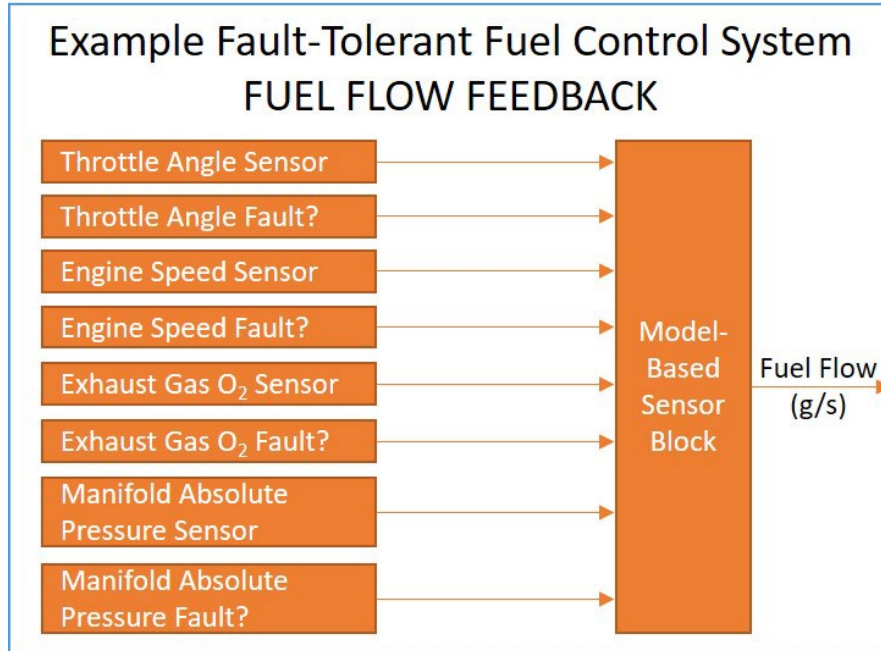 Example Fault-Tolerant Fuel Control System
FUEL FLOW FEEDBACK
Throttle Angle Sensor
Throttle Angle Fault?
Engine Speed Sensor
Engine Speed Fault?
Exhaust Gas O₂ Sensor
Exhaust Gas O₂ Fault?
Manifold Absolute
Pressure Sensor
Manifold Absolute
Pressure Fault?
Model-
Based
Sensor
Block
Fuel Flow
(g/s)